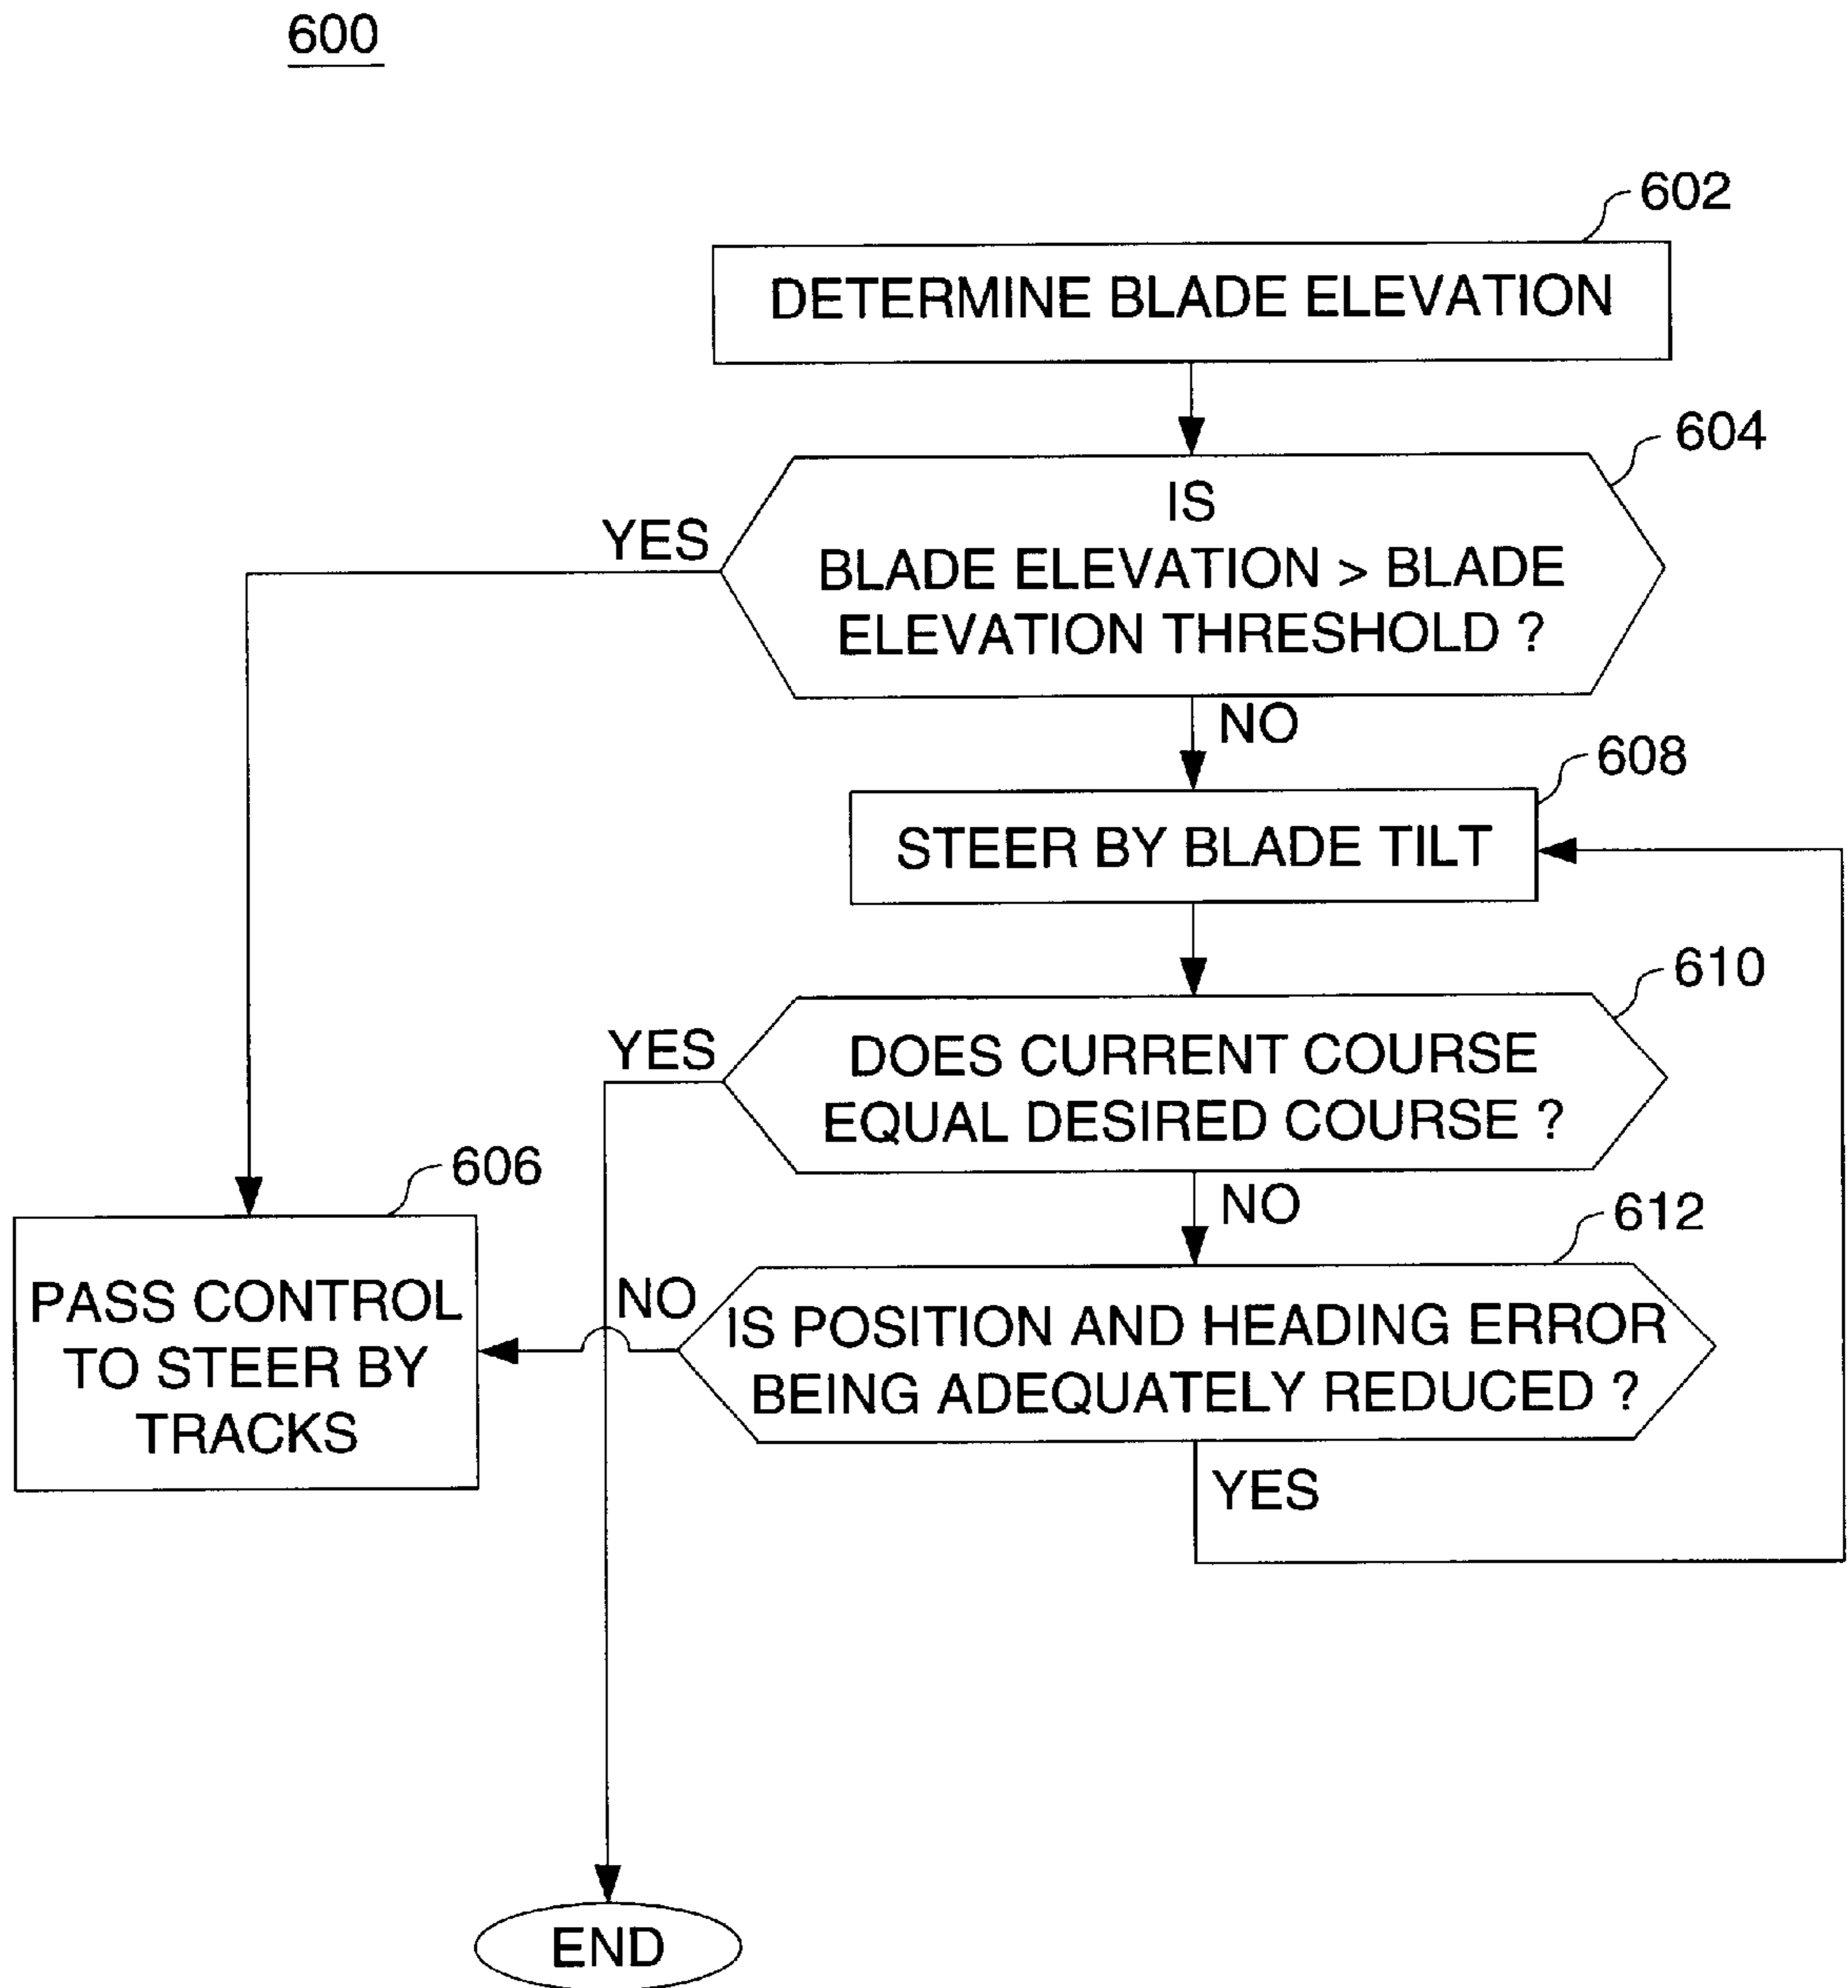 600
602
DETERMINE BLADE ELEVATION
604
IS
BLADE ELEVATION > BLADE
ELEVATION THRESHOLD ?
YES
NO
608
STEER BY BLADE TILT
610
YES
DOES CURRENT COURSE
EQUAL DESIRED COURSE ?
606
NO
612
PASS CONTROL
TO STEER BY
TRACKS
NO
IS POSITION AND HEADING ERROR
BEING ADEQUATELY REDUCED ?
YES
END